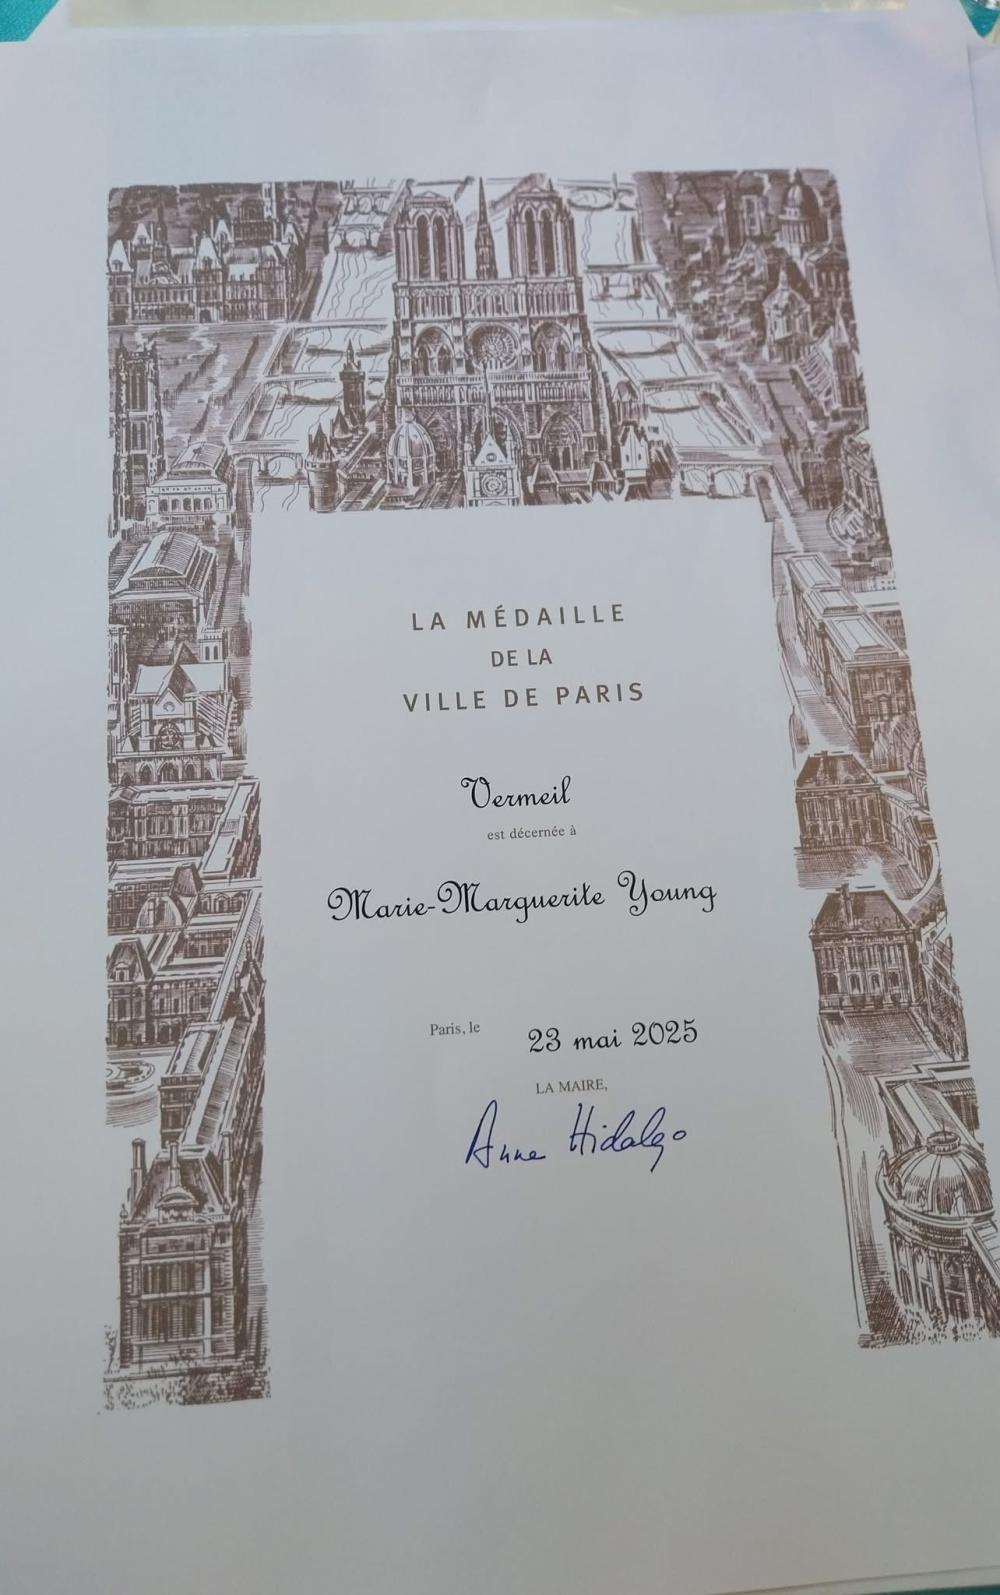 LA MÉDAILLE
DE LA
VILLE DE PARIS
Vermeil
est décernée à
Marie-Marguerite Young
Paris, le 23 mai 2025
LA MAIRE,
Anne Hidalgo